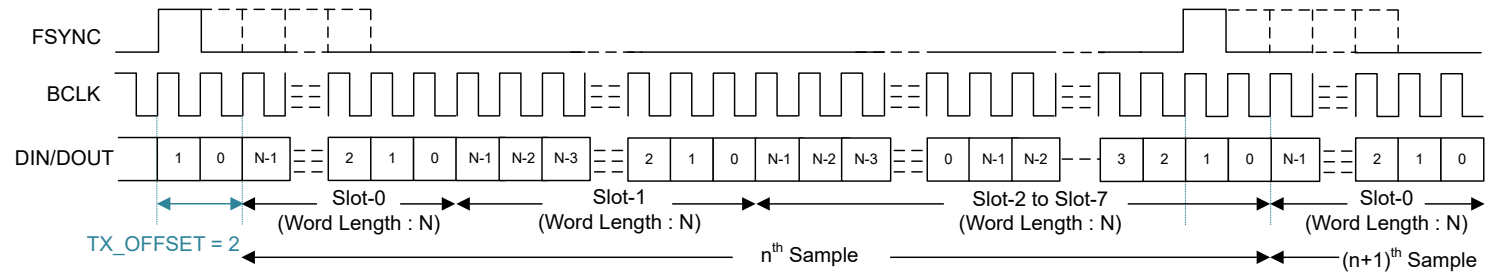 FSYNC
BCLK
DIN/DOUT
1 0 N-1 2 1 0 N-1 N-2 N-3 2 1 0 N-1 N-2 N-3 0 N-1 N-2 3 2 1 0 N-1 2 1 0
Slot-0 Slot-1 Slot-2 to Slot-7 Slot-0
(Word Length : N) (Word Length : N) (Word Length : N) (Word Length : N)
TX_OFFSET = 2
nth Sample (n+1)th Sample